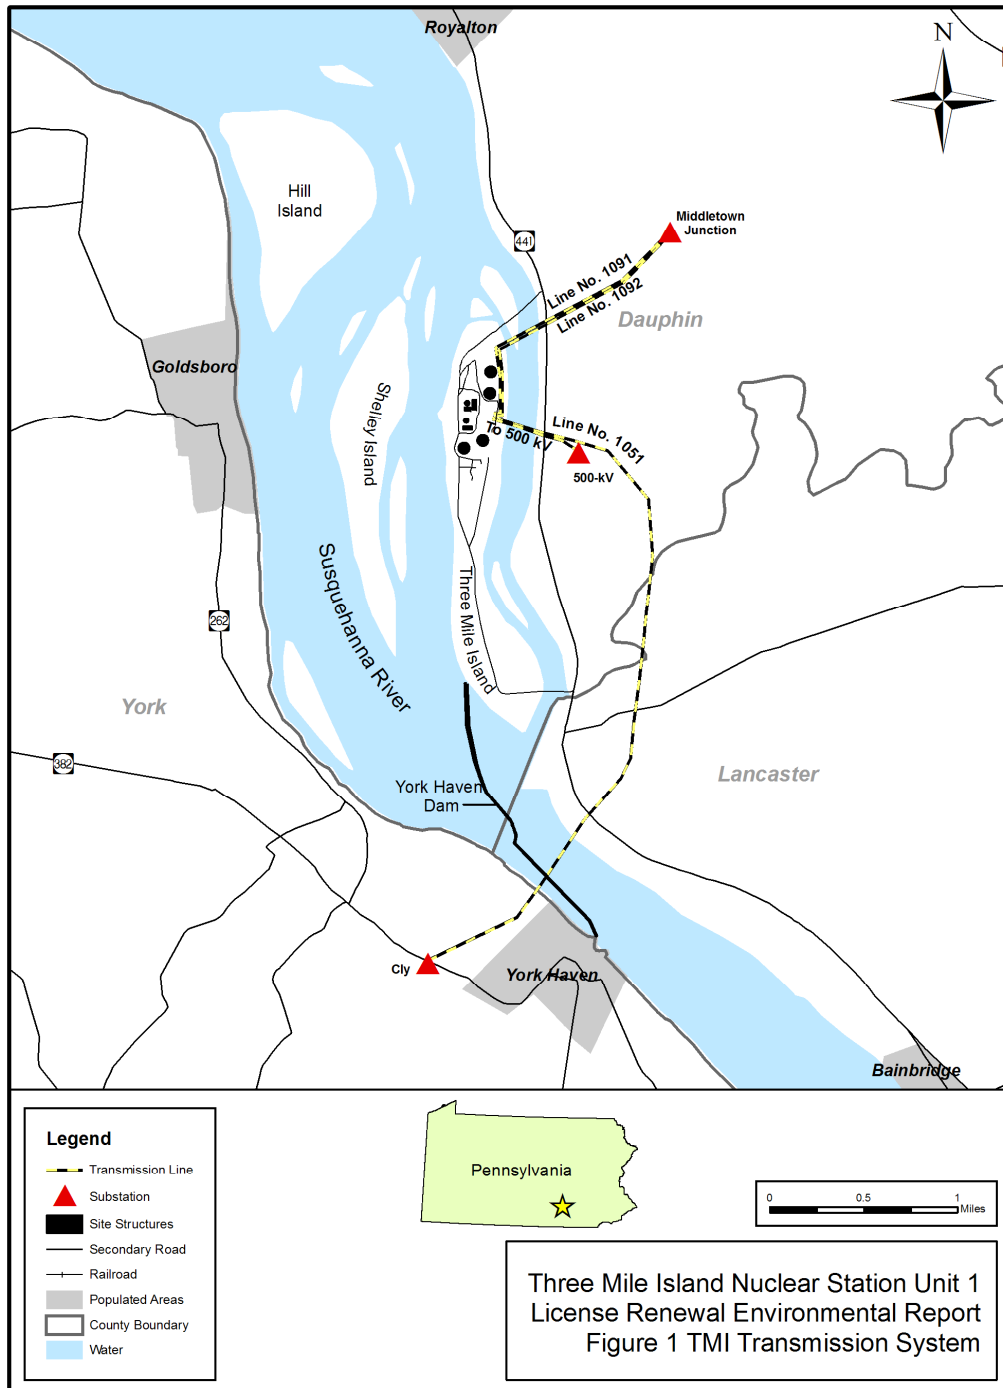 Royalton
N
Hill
Island
Middletown
Junction
441
Line No. 1091
Line No. 1092
Dauphin
Goldsboro
Shelley Island
Line No. 1051
To 500 kV
500-kV
Susquehanna River
Three Mile Island
262
York
382
Lancaster
York Haven
Dam
Cly
York Haven
Bainbridge
Legend
Transmission Line
Substation
Site Structures
Secondary Road
Railroad
Populated Areas
County Boundary
Water
Pennsylvania
0 0.5 1
Miles
Three Mile Island Nuclear Station Unit 1
License Renewal Environmental Report
Figure 1 TMI Transmission System